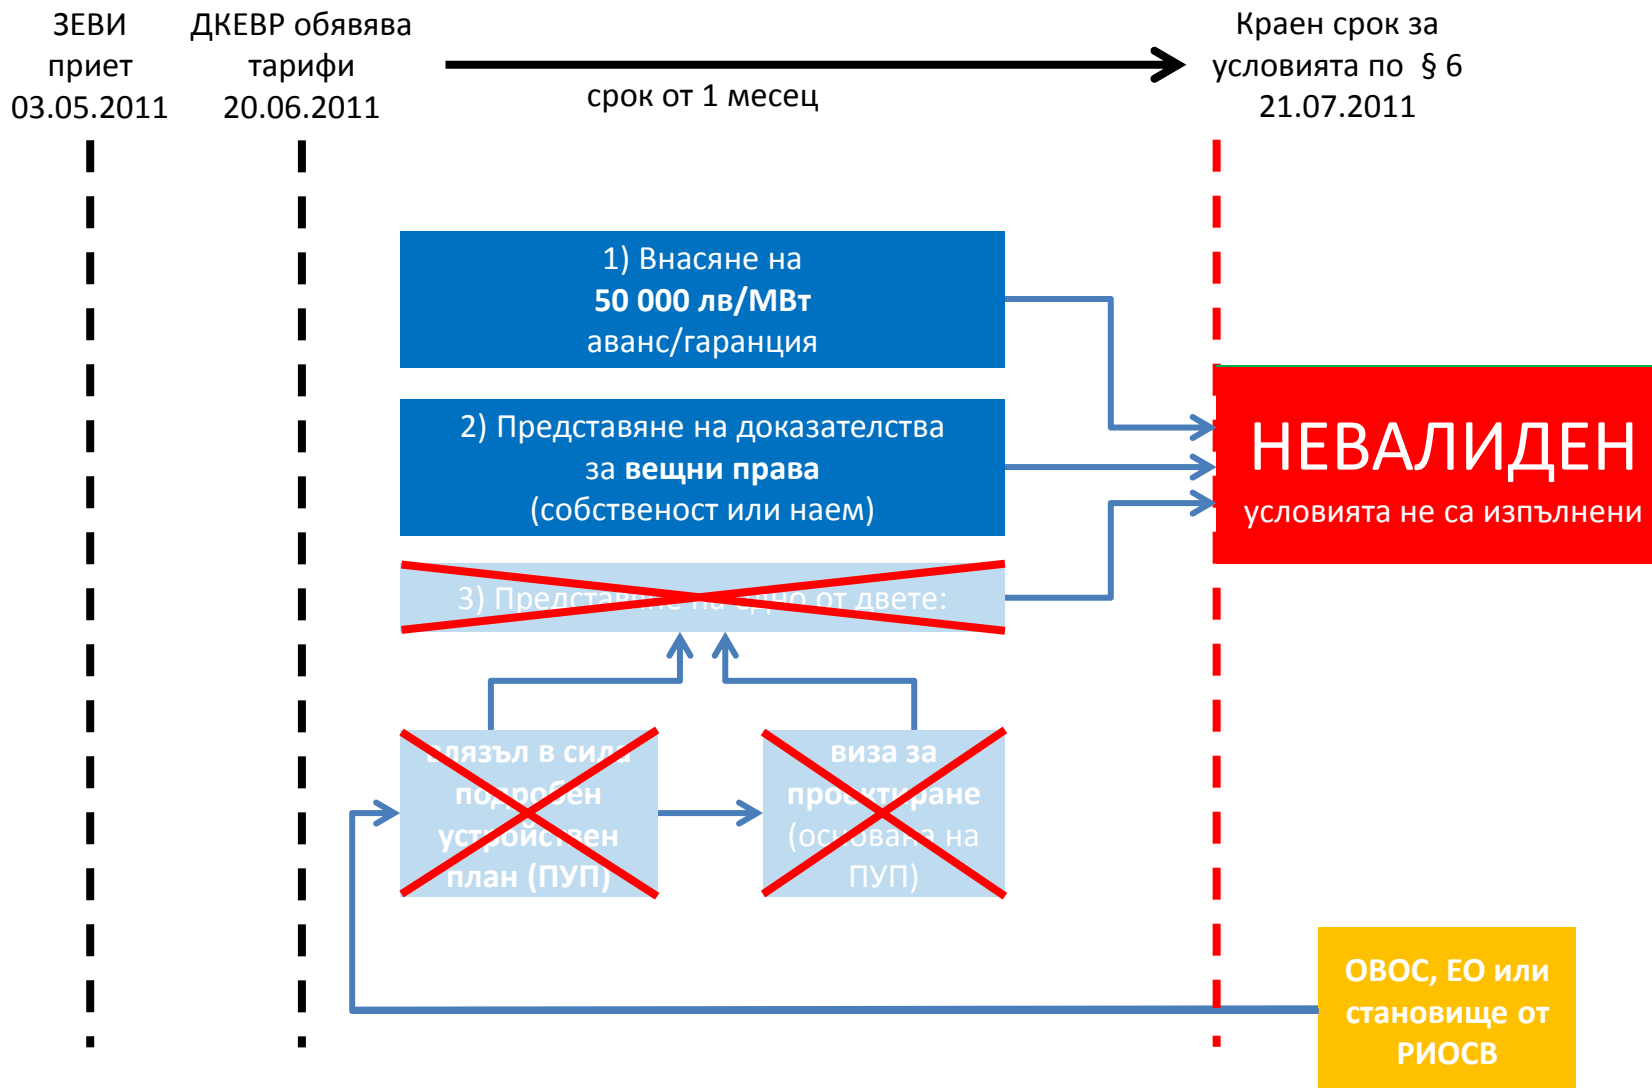 ЗЕВИ
приет
03.05.2011
ДКЕВР обявява
тарифи
20.06.2011
срок от 1 месец
Краен срок за
условията по § 6
21.07.2011
1) Внасяне на
50 000 лв/МВт
аванс/гаранция
2) Представяне на доказателства
за вещни права
(собственост или наем)
НЕВАЛИДЕН
условията не са изпълнени
3) Представяне на едно от двете:
влязъл в сила
подробен
устройствен
план (ПУП)
виза за
проектиране
(основана на
ПУП)
ОВОС, ЕО или
становище от
РИОСВ